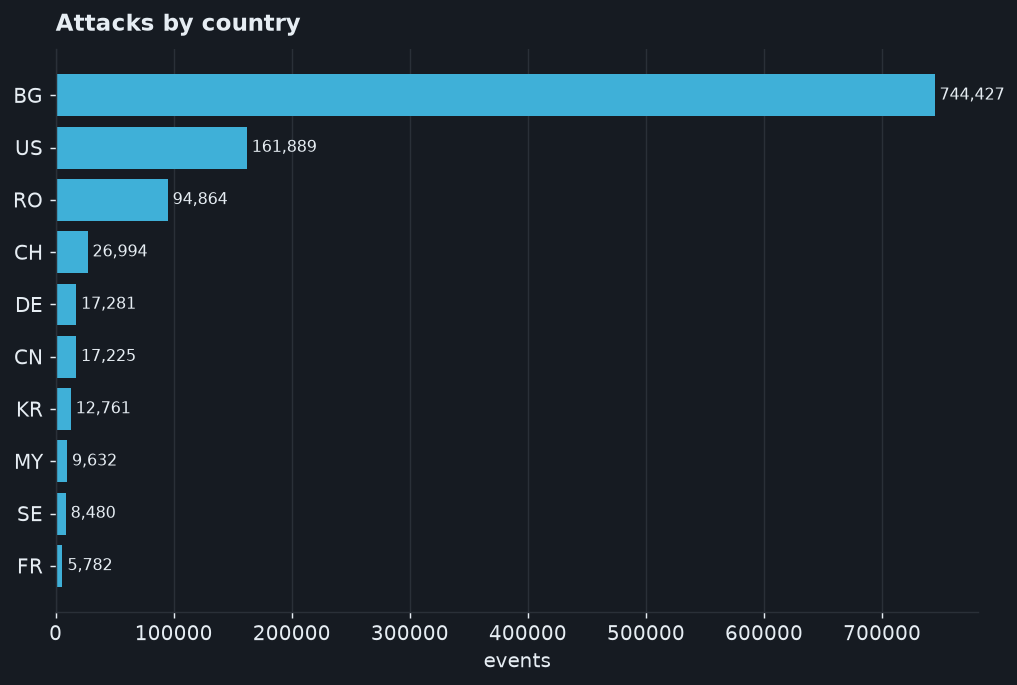 Attacks by country
BG 744,427
US 161,889
RO 94,864
CH 26,994
DE 17,281
CN 17,225
KR 12,761
MY 9,632
SE 8,480
FR 5,782
0 100000 200000 300000 400000 500000 600000 700000
events